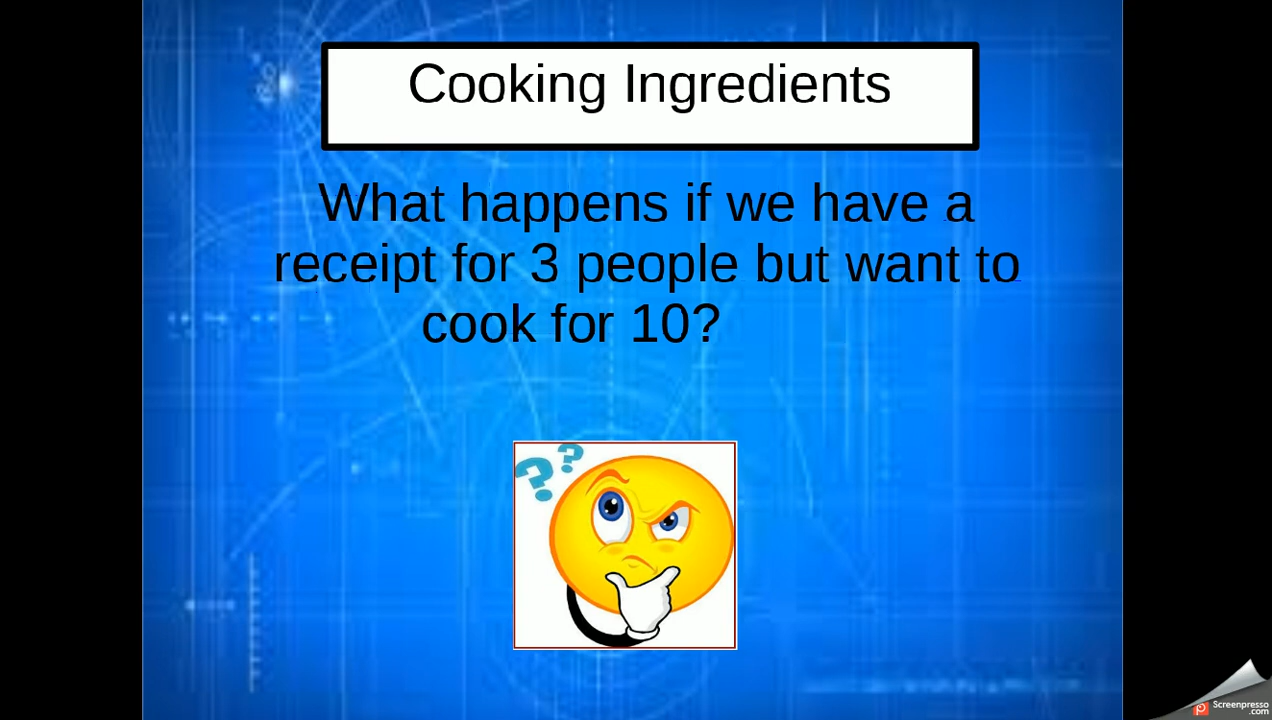 Cooking Ingredients
What happens if we have a
receipt for 3 people but want to
cook for 10?
??
Screenpresso
.com